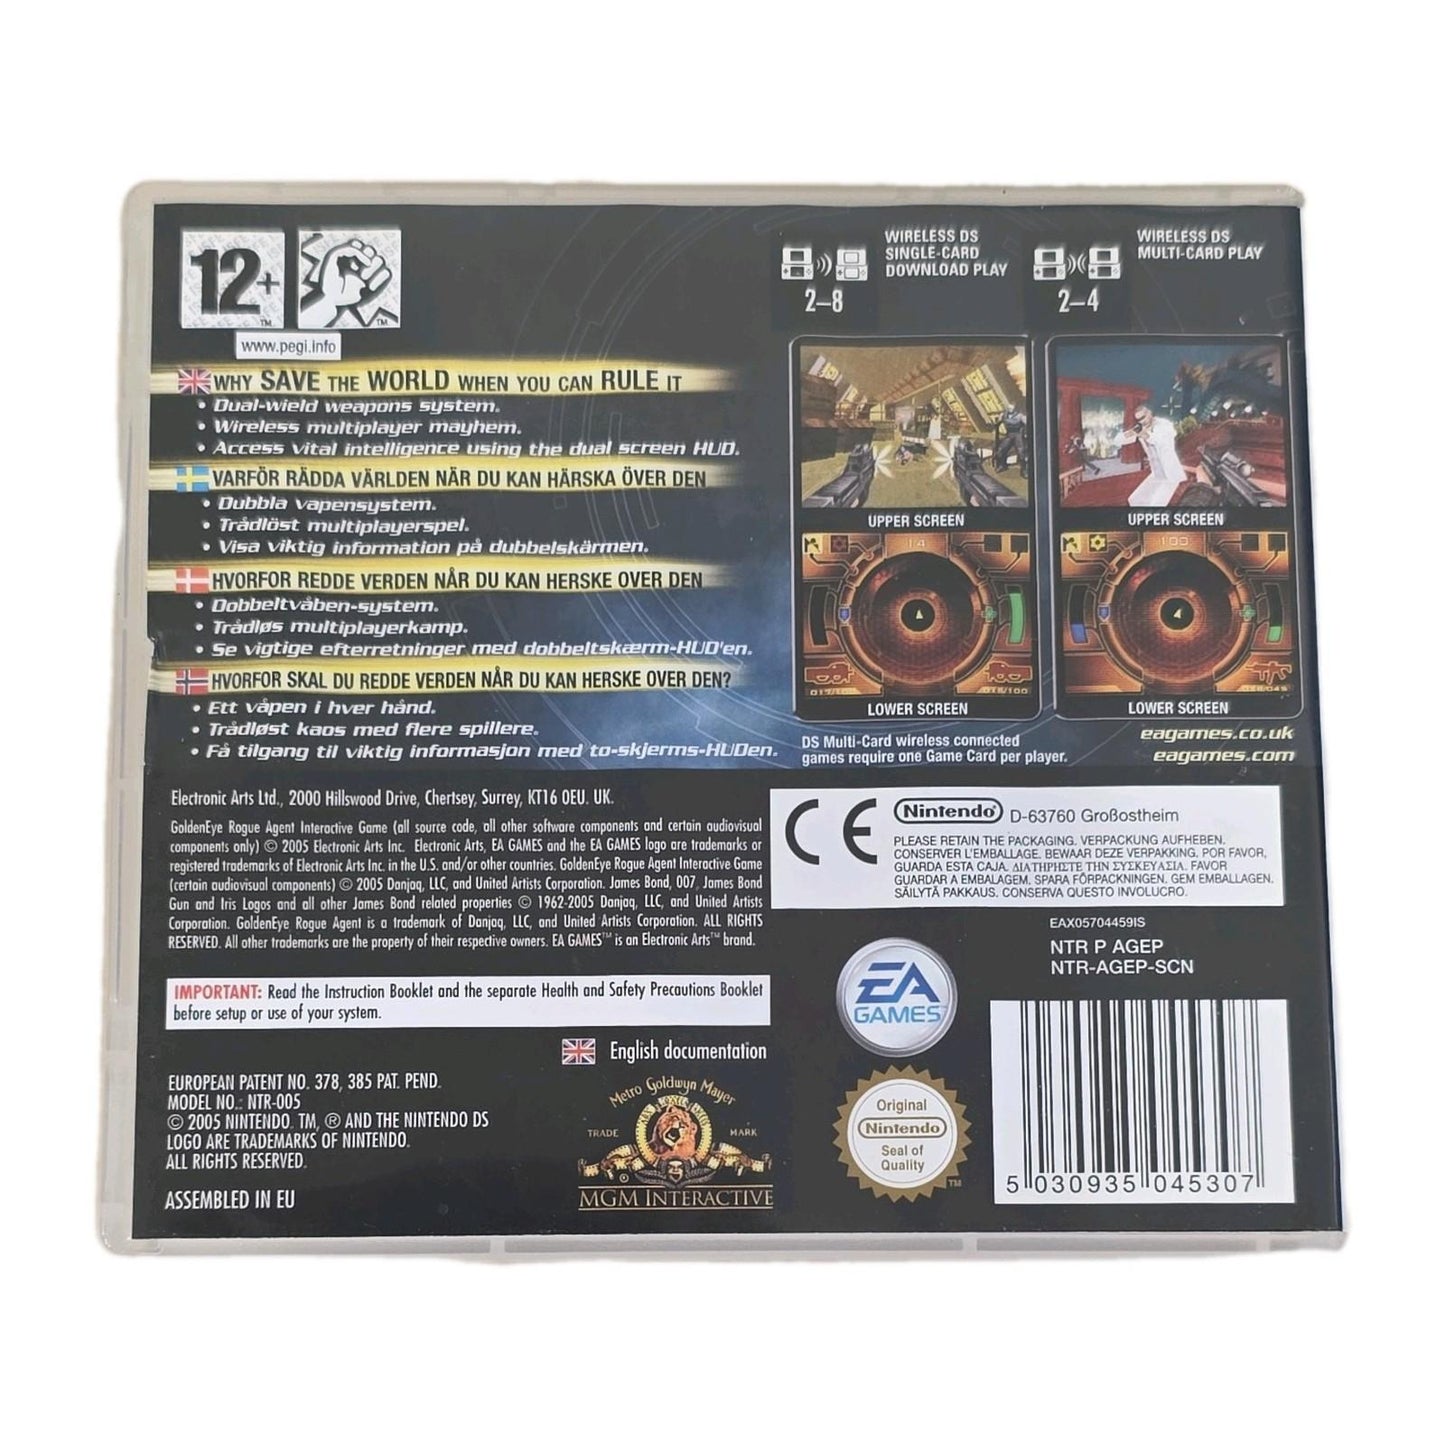 12+
TM
TM
www.pegi.info
WIRELESS DS
SINGLE-CARD
DOWNLOAD PLAY
2–8
WIRELESS DS
MULTI-CARD PLAY
2–4
WHY SAVE THE WORLD WHEN YOU CAN RULE IT
• Dual-wield weapons system.
• Wireless multiplayer mayhem.
• Access vital intelligence using the dual screen HUD.
VARFÖR RÄDDA VÄRLDEN NÄR DU KAN HÄRSKA ÖVER DEN
• Dubbla vapensystem.
• Trådlöst multiplayerspel.
• Visa viktig information på dubbelskärmen.
HVORFOR REDDE VERDEN NÅR DU KAN HERSKE OVER DEN
• Dobbeltvåben-system.
• Trådløs multiplayerkamp.
• Se vigtige efterretninger med dobbeltskærm-HUD'en.
HVORFOR SKAL DU REDDE VERDEN NÅR DU KAN HERSKE OVER DEN?
• Ett våpen i hver hånd.
• Trådløst kaos med flere spillere.
• Få tilgang til viktig informasjon med to-skjerms-HUDen.
UPPER SCREEN
14
LOWER SCREEN
UPPER SCREEN
100
LOWER SCREEN
DS Multi-Card wireless connected
games require one Game Card per player.
eagames.co.uk
eagames.com
Electronic Arts Ltd., 2000 Hillswood Drive, Chertsey, Surrey, KT16 0EU. UK.
GoldenEye Rogue Agent Interactive Game (all source code, all other software components and certain audiovisual
components only) © 2005 Electronic Arts Inc. Electronic Arts, EA GAMES and the EA GAMES logo are trademarks or
registered trademarks of Electronic Arts Inc. in the U.S. and/or other countries. GoldenEye Rogue Agent Interactive Game
(certain audiovisual components) © 2005 Danjaq, LLC, and United Artists Corporation. James Bond, 007, James Bond
Gun and Iris Logos and all other James Bond related properties © 1962-2005 Danjaq, LLC, and United Artists
Corporation. GoldenEye Rogue Agent is a trademark of Danjaq, LLC, and United Artists Corporation. ALL RIGHTS
RESERVED. All other trademarks are the property of their respective owners. EA GAMES™ is an Electronic Arts™ brand.
CE
Nintendo®
D-63760 Großostheim
PLEASE RETAIN THE PACKAGING. VERPACKUNG AUFHEBEN.
CONSERVER L'EMBALLAGE. BEWAAR DEZE VERPAKKING. POR FAVOR,
GUARDA ESTA CAJA. ΔΙΑΤΗΡΗΣΤΕ ΤΗΝ ΣΥΣΚΕΥΑΣΙΑ. FAVOR
GUARDAR A EMBALAGEM. SPARA FÖRPACKNINGEN. GEM EMBALLAGEN.
SÄILYTÄ PAKKAUS. CONSERVA QUESTO INVOLUCRO.
EAX05704459IS
NTR P AGEP
NTR-AGEP-SCN
IMPORTANT: Read the Instruction Booklet and the separate Health and Safety Precautions Booklet
before setup or use of your system.
English documentation
EUROPEAN PATENT NO. 378, 385 PAT. PEND.
MODEL NO.: NTR-005
© 2005 NINTENDO. TM, ® AND THE NINTENDO DS
LOGO ARE TRADEMARKS OF NINTENDO.
ALL RIGHTS RESERVED.
ASSEMBLED IN EU
Metro Goldwyn Mayer
TRADE MARK
®
MGM INTERACTIVE
EA
GAMES™
Original
Nintendo
Seal of
Quality
TM
5 030935 045307